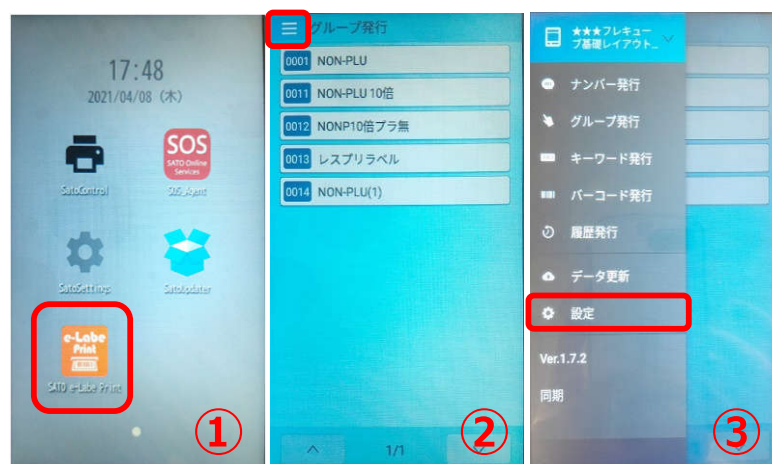 17:48
2021/04/08 (木)
SOS
SATO Online
Services
SatoControl
SOS_Agent
SatoSettings
SatoUpdater
e-Labe
Print
SATO e-Labe Print
①
グループ発行
0001 NON-PLU
0011 NON-PLU 10倍
0012 NONP10倍プラ無
0013 レスプリラベル
0014 NON-PLU(1)
1/1
②
★★★フレキュー
ブ基礎レイアウト_
ナンバー発行
グループ発行
キーワード発行
バーコード発行
履歴発行
データ更新
設定
Ver.1.7.2
同期
③